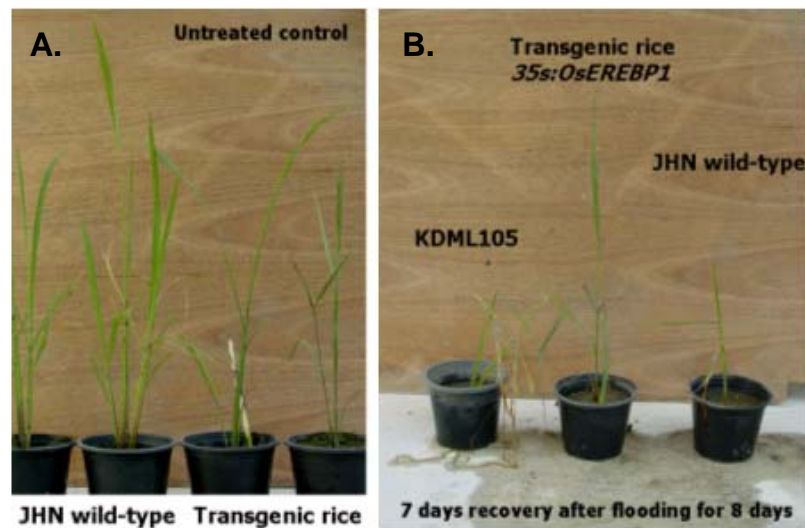 A.
Untreated control
JHN wild-type Transgenic rice
B.
Transgenic rice
35s:OsEREBP1
JHN wild-type
KDML105
7 days recovery after flooding for 8 days